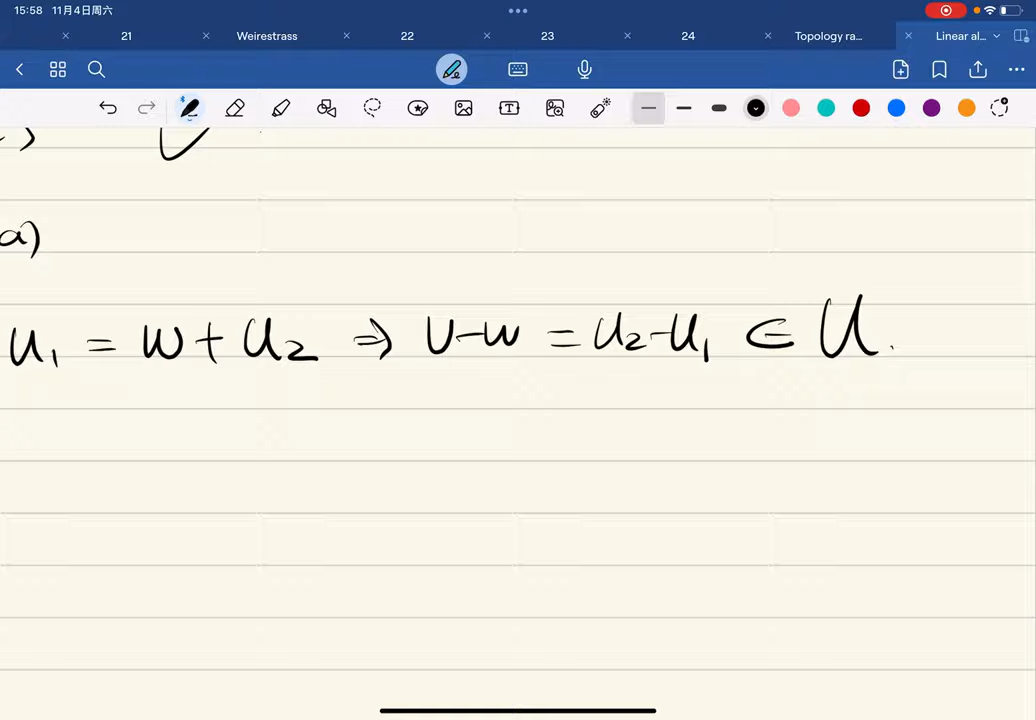 15:58 11月4日周六
21 Weirestrass 22 23 24 Topology ra... Linear al...
a)
u₁ = w + u₂ ⇒ v-w = u₂-u₁ ∈ U.